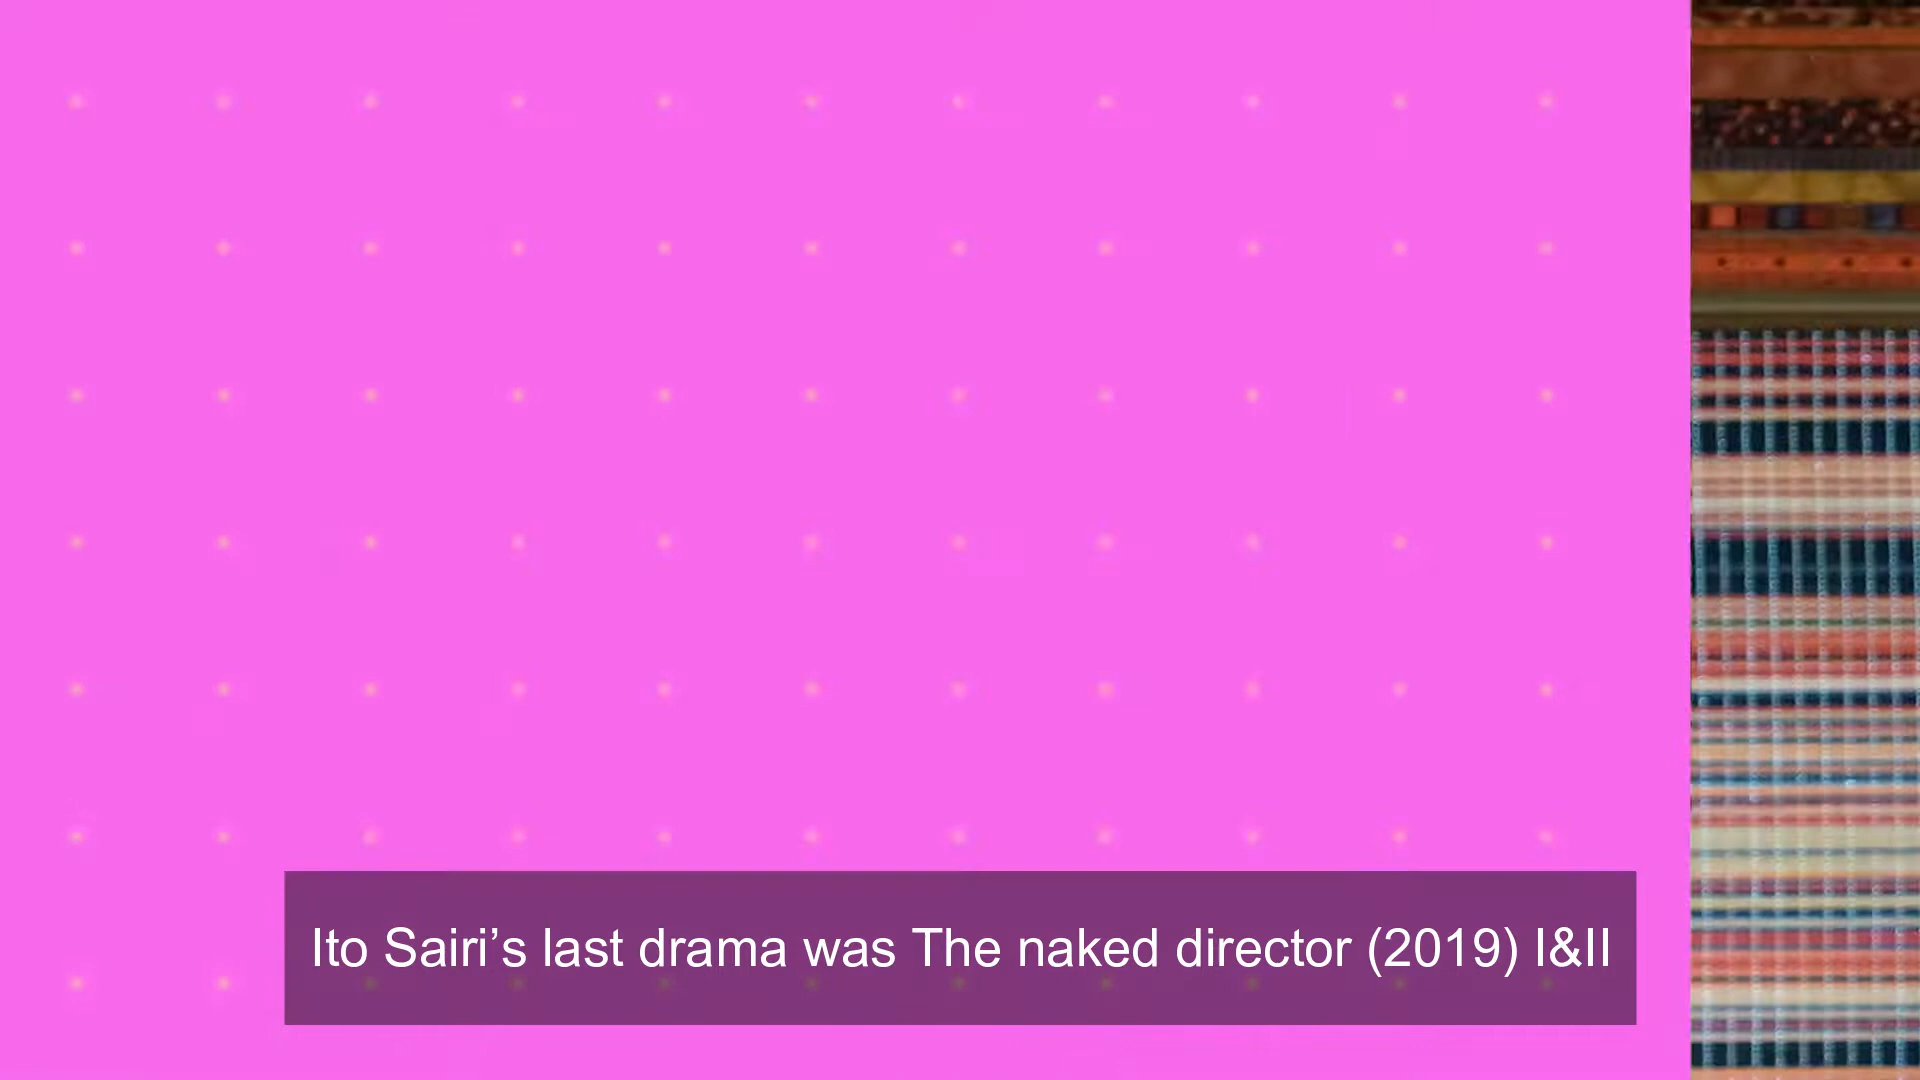 Ito Sairi’s last drama was The naked director (2019) I&II